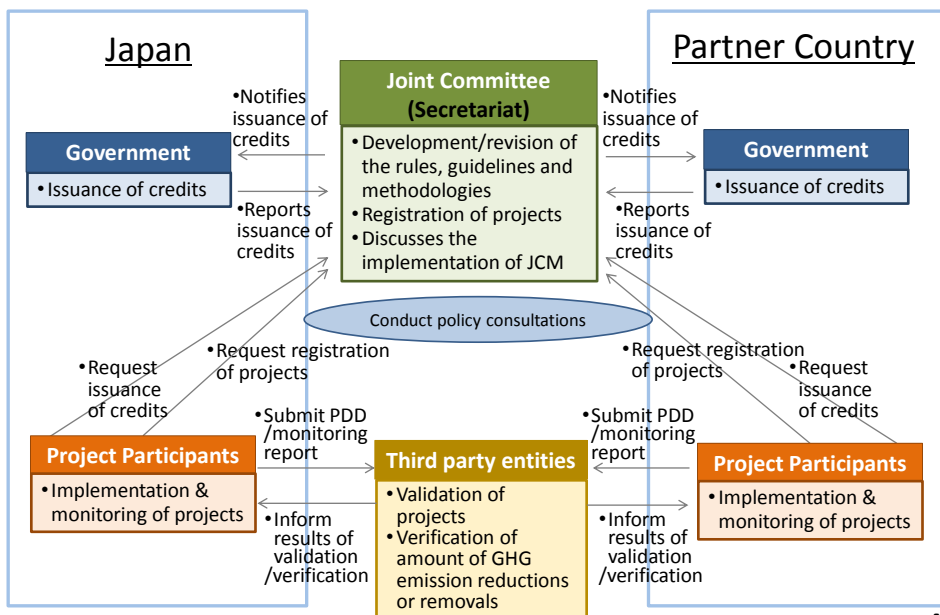 Japan
Partner Country
Joint Committee
(Secretariat)
•Development/revision of
the rules, guidelines and
methodologies
•Registration of projects
•Discusses the
implementation of JCM
•Notifies
issuance of
credits
•Notifies
issuance of
credits
Government
•Issuance of credits
Government
•Issuance of credits
•Reports
issuance of
credits
•Reports
issuance of
credits
Conduct policy consultations
•Request
issuance
of credits
•Request registration
of projects
•Request registration
of projects
•Request
issuance
of credits
•Submit PDD
/monitoring
report
•Submit PDD
/monitoring
report
Project Participants
•Implementation &
monitoring of projects
Third party entities
•Validation of
projects
•Verification of
amount of GHG
emission reductions
or removals
Project Participants
•Implementation &
monitoring of projects
•Inform
results of
validation
/verification
•Inform
results of
validation
/verification